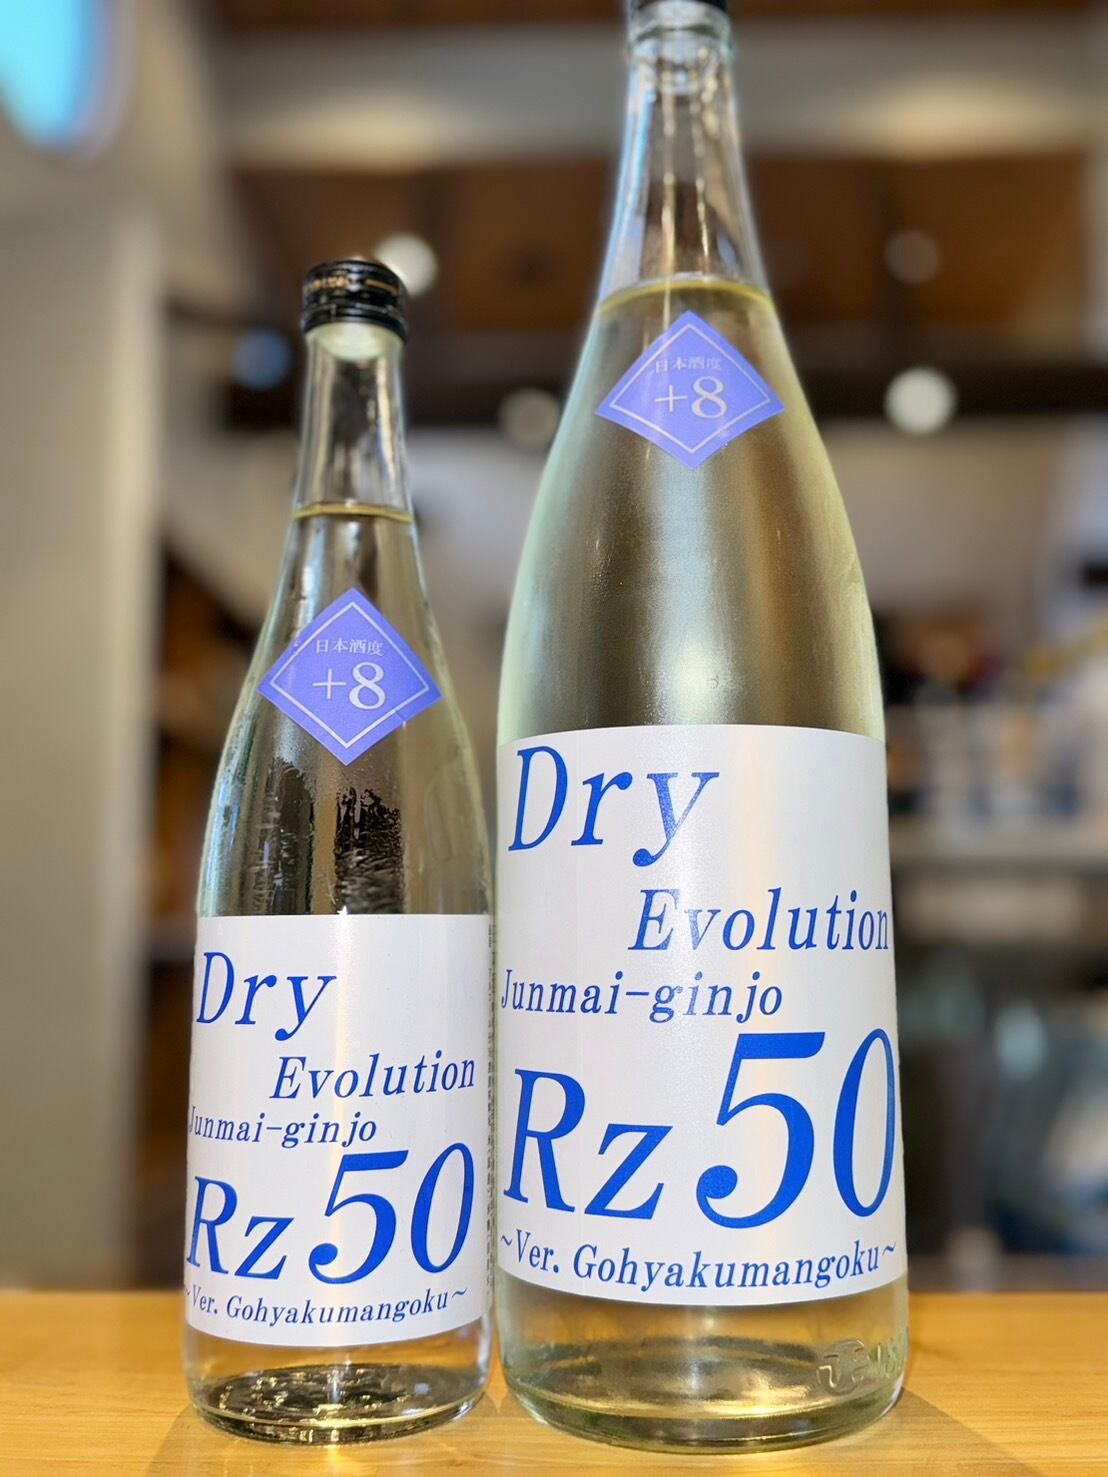 日本酒度
+8
Dry
Evolution
Junmai-ginjo
Rz50
~Ver. Gohyakumangoku~
日本酒度
+8
Dry
Evolution
Junmai-ginjo
Rz50
~Ver. Gohyakumangoku~